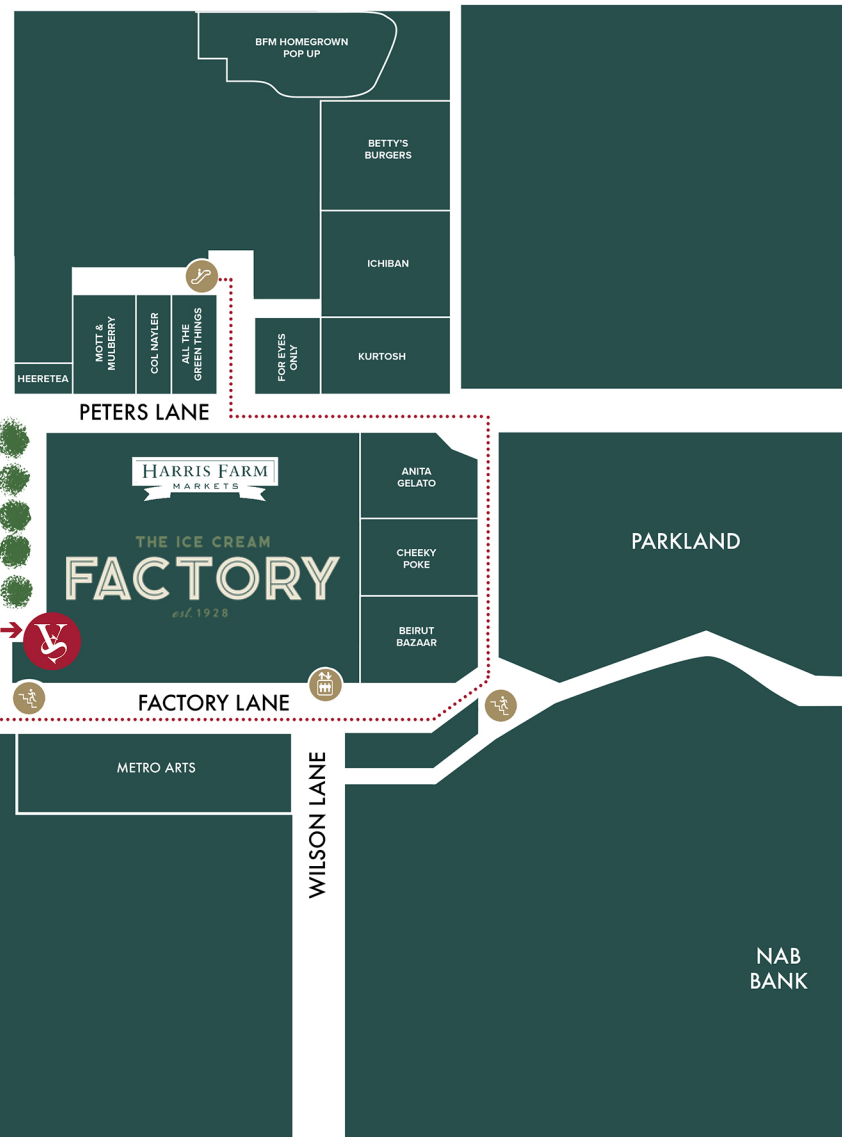 BFM HOMEGROWN
POP UP
BETTY'S
BURGERS
ICHIBAN
KURTOSH
FOR EYES
ONLY
MOTT &
MULBERRY
COL NAYLER
ALL THE
GREEN THINGS
HEERETEA
PETERS LANE
HARRIS FARM
MARKETS
THE ICE CREAM
FACTORY
est. 1928
ANITA
GELATO
CHEEKY
POKE
BEIRUT
BAZAAR
PARKLAND
FACTORY LANE
METRO ARTS
WILSON LANE
NAB
BANK